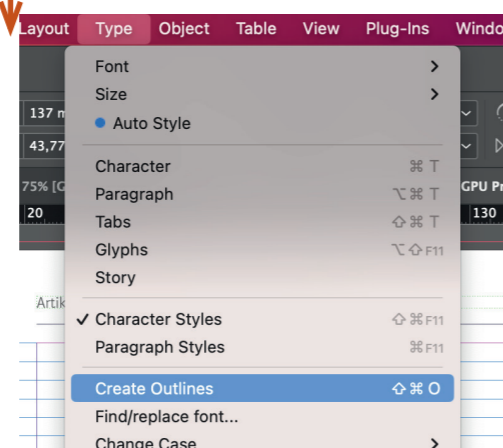 Layout Type Object Table View Plug-Ins Windo
Font
Size
137 m
Auto Style
43,77
Character ⌘ T
75% [G
Paragraph ⌥⌘ T
GPU Pr
20
Tabs ⇧⌘ T
130
Glyphs ⌥⇧F11
Story
Artik
✓ Character Styles ⇧⌘F11
Paragraph Styles ⌘F11
Create Outlines ⇧⌘ O
Find/replace font...
Change Case